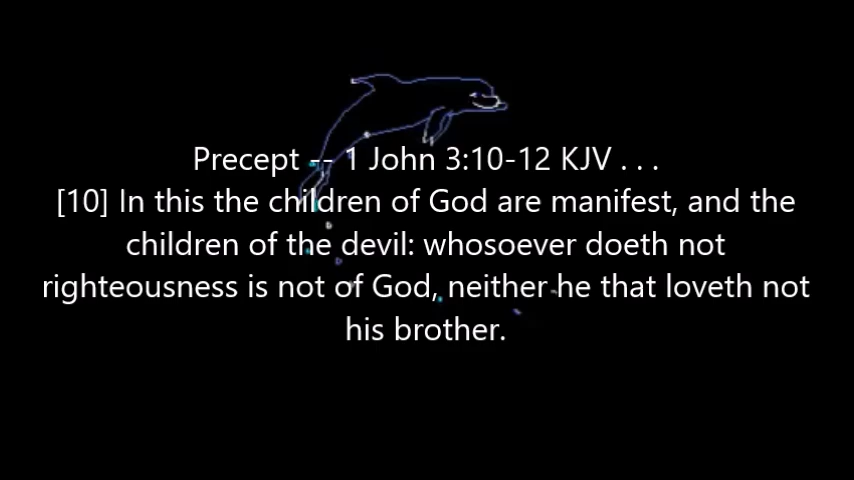 Precept -- 1 John 3:10-12 KJV . . .
[10] In this the children of God are manifest, and the
children of the devil: whosoever doeth not
righteousness is not of God, neither he that loveth not
his brother.